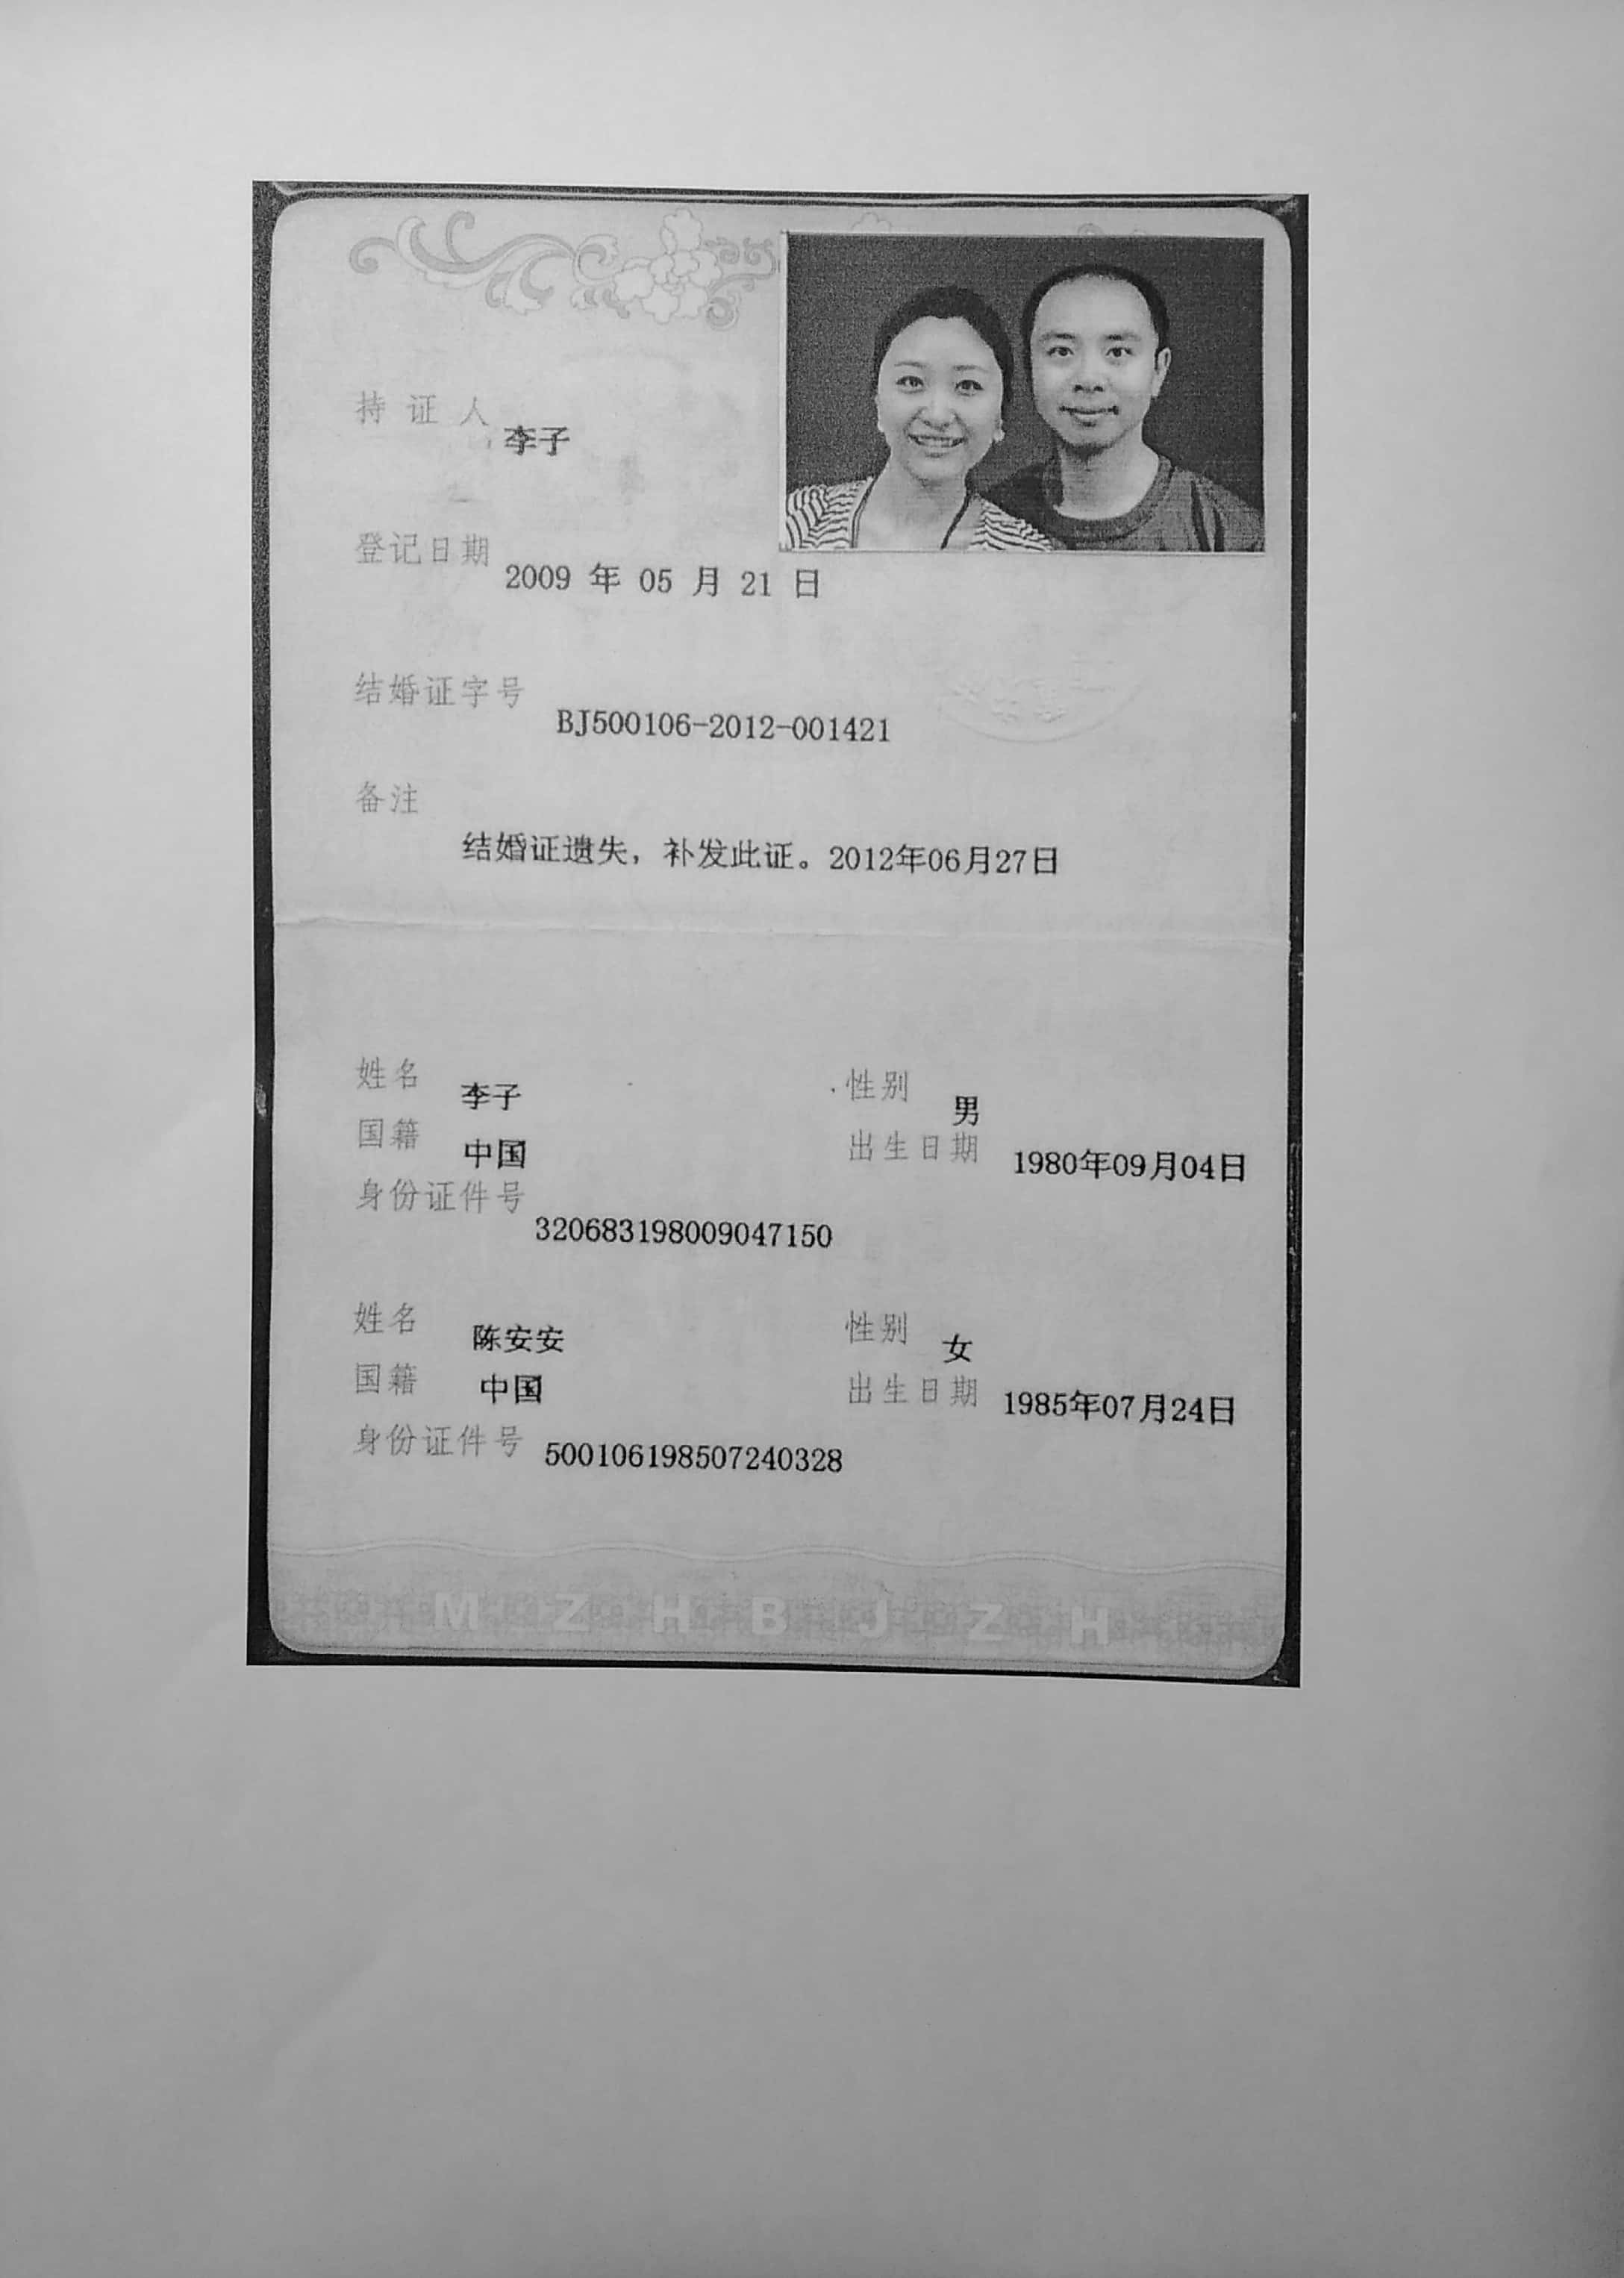 持证人 李子
登记日期 2009 年 05 月 21 日
结婚证字号 BJ500106-2012-001421
备注
结婚证遗失，补发此证。2012年06月27日
姓名 李子 性别 男
国籍 中国 出生日期 1980年09月04日
身份证件号 320683198009047150
姓名 陈安安 性别 女
国籍 中国 出生日期 1985年07月24日
身份证件号 500106198507240328
M Z H B J Z H